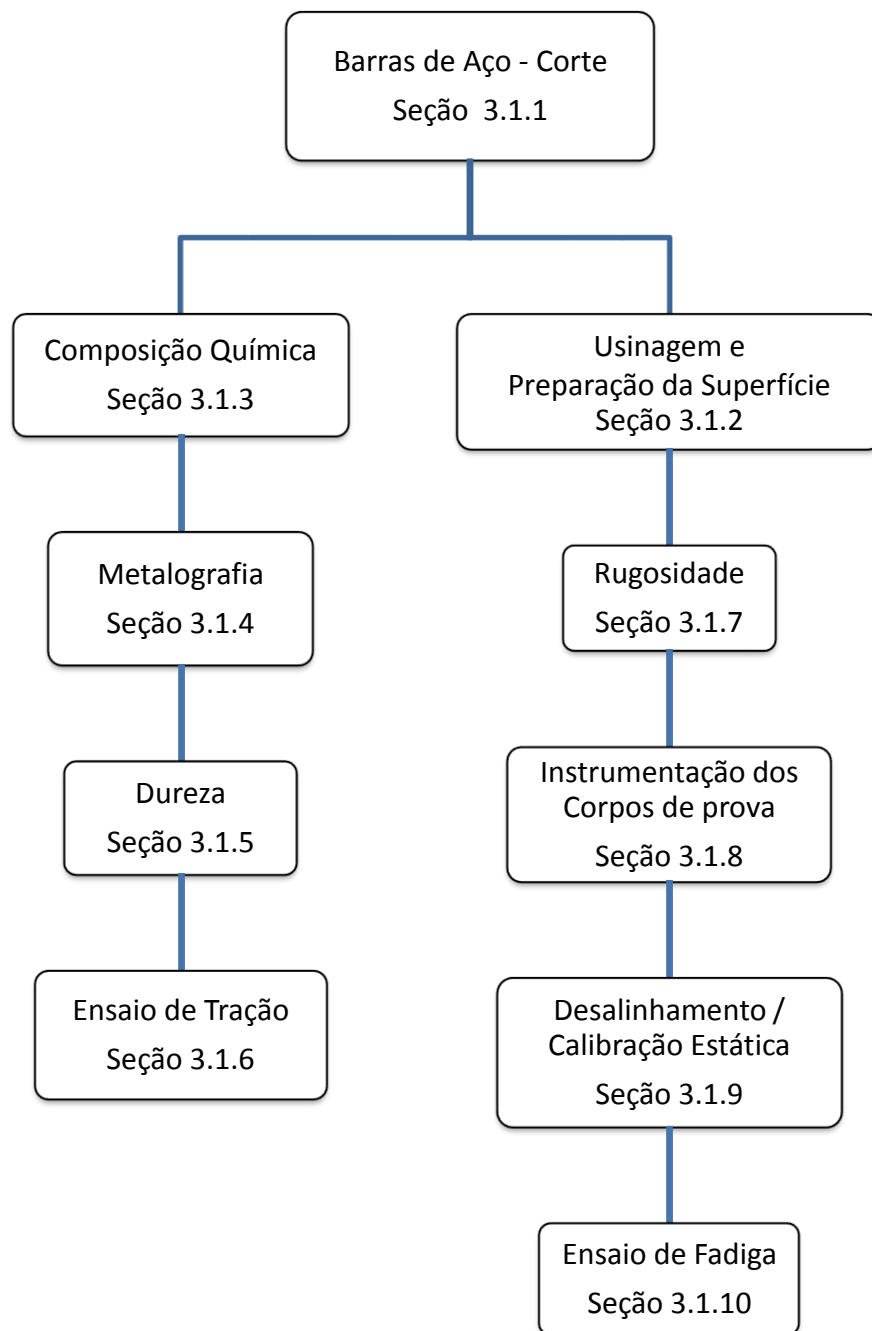 Barras de Aço - Corte
Seção 3.1.1
Composição Química
Seção 3.1.3
Metalografia
Seção 3.1.4
Dureza
Seção 3.1.5
Ensaio de Tração
Seção 3.1.6
Usinagem e
Preparação da Superfície
Seção 3.1.2
Rugosidade
Seção 3.1.7
Instrumentação dos
Corpos de prova
Seção 3.1.8
Desalinhamento /
Calibração Estática
Seção 3.1.9
Ensaio de Fadiga
Seção 3.1.10